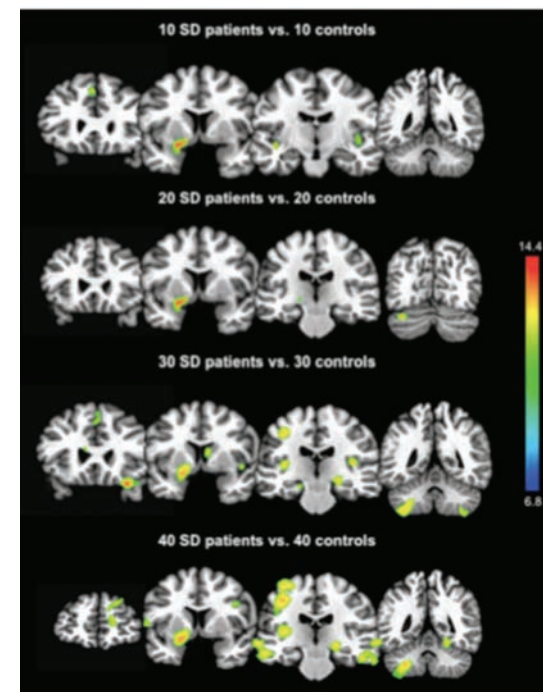 10 SD patients vs. 10 controls
20 SD patients vs. 20 controls
14.4
30 SD patients vs. 30 controls
6.8
40 SD patients vs. 40 controls